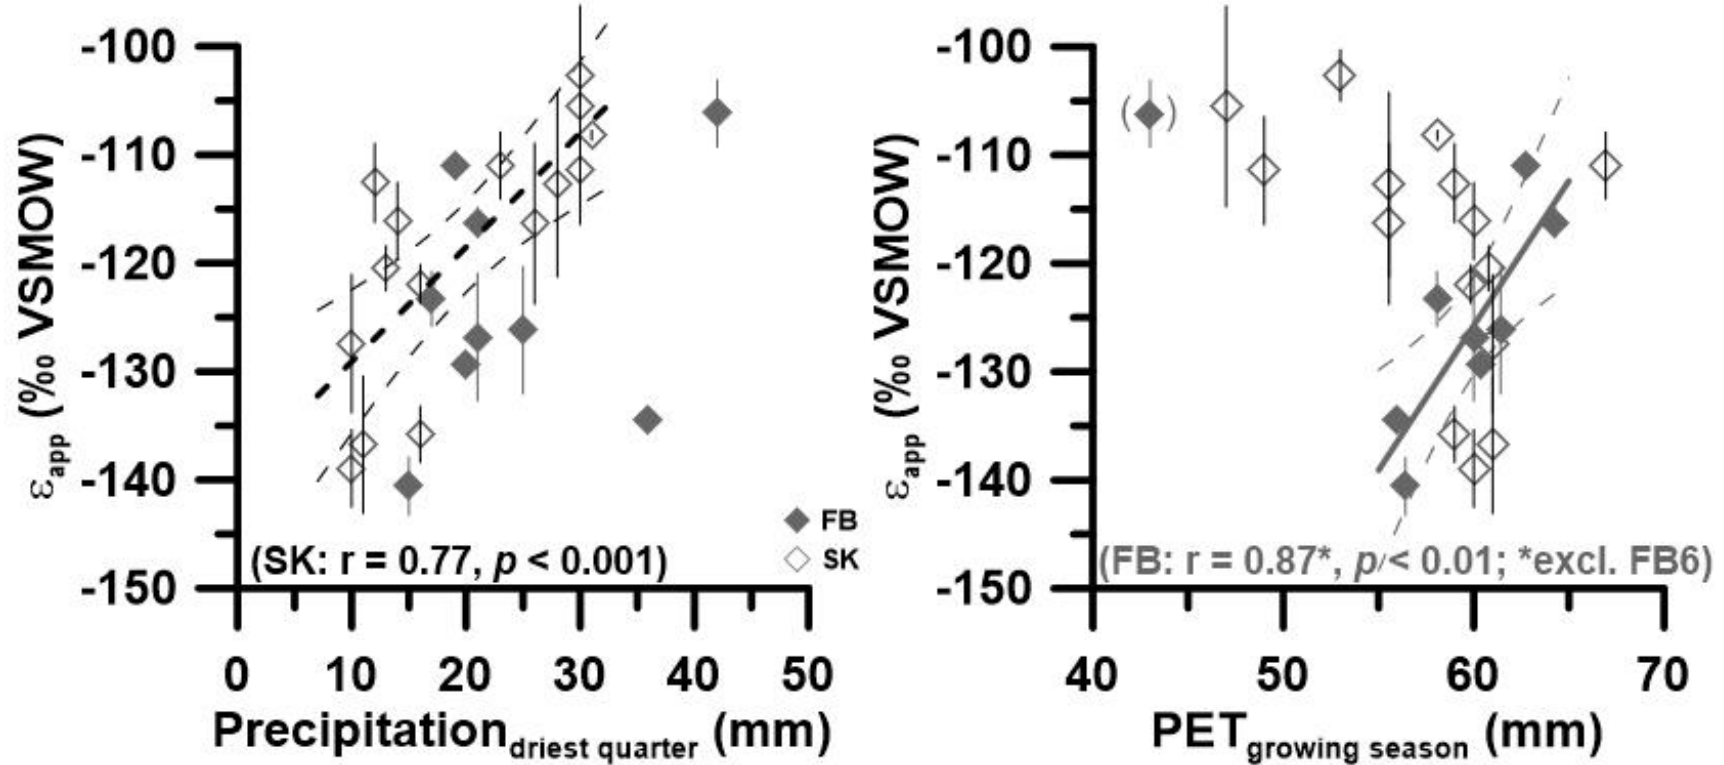 -100
-110
-120
-130
-140
-150
εapp (‰ VSMOW)
FB
SK
(SK: r = 0.77, p < 0.001)
0 10 20 30 40 50
Precipitationdriest quarter (mm)
-100
-110
-120
-130
-140
-150
εapp (‰ VSMOW)
( )
(FB: r = 0.87*, p < 0.01; *excl. FB6)
40 50 60 70
PETgrowing season (mm)